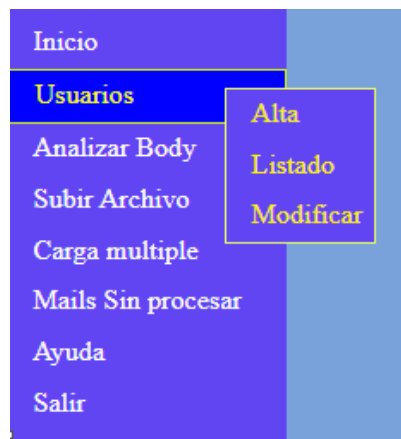 Inicio
Usuarios
Alta
Listado
Modificar
Analizar Body
Subir Archivo
Carga multiple
Mails Sin procesar
Ayuda
Salir